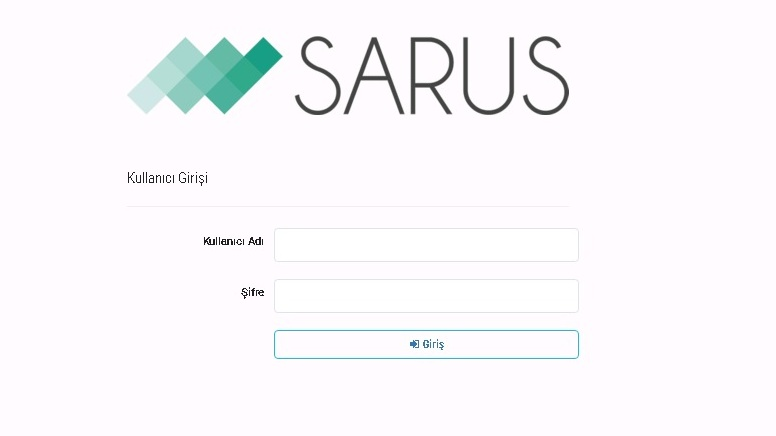 SARUS
Kullanıcı Girişi
Kullanıcı Adı
Şifre
Giriş